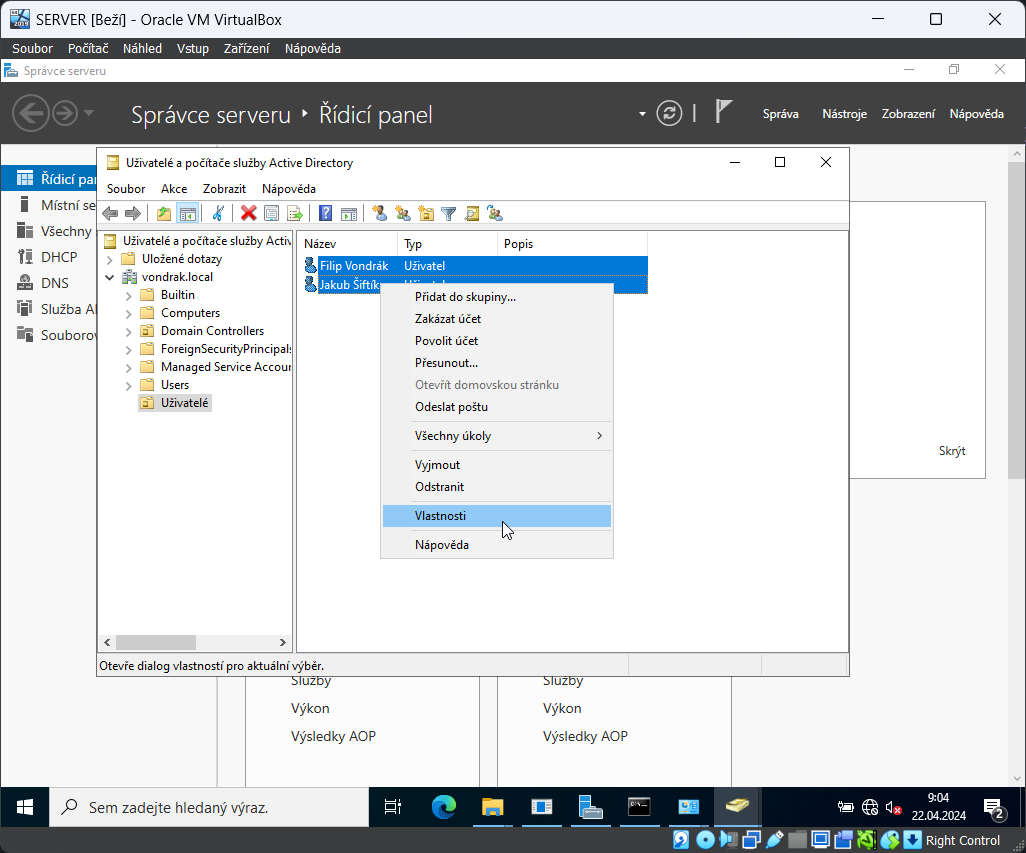 SERVER [Beží] - Oracle VM VirtualBox
Soubor Počítač Náhled Vstup Zařízení Nápověda
Správce serveru
Správce serveru Řídicí panel
Správa Nástroje Zobrazení Nápověda
Řídicí pa
Místní se
Všechny
DHCP
DNS
Služba A
Souborov
Uživatelé a počítače služby Active Directory
Soubor Akce Zobrazit Nápověda
Uživatelé a počítače služby Activ
Uložené dotazy
vondrak.local
Builtin
Computers
Domain Controllers
ForeignSecurityPrincipals
Managed Service Accour
Users
Uživatelé
Název Typ Popis
Filip Vondrák Uživatel
Jakub Šiftík
Přidat do skupiny...
Zakázat účet
Povolit účet
Přesunout...
Otevřít domovskou stránku
Odeslat poštu
Všechny úkoly
Vyjmout
Odstranit
Vlastnosti
Nápověda
Otevře dialog vlastností pro aktuální výběr.
Skrýt
Služby
Výkon
Výsledky AOP
Služby
Výkon
Výsledky AOP
Sem zadejte hledaný výraz.
9:04
22.04.2024
2
Right Control